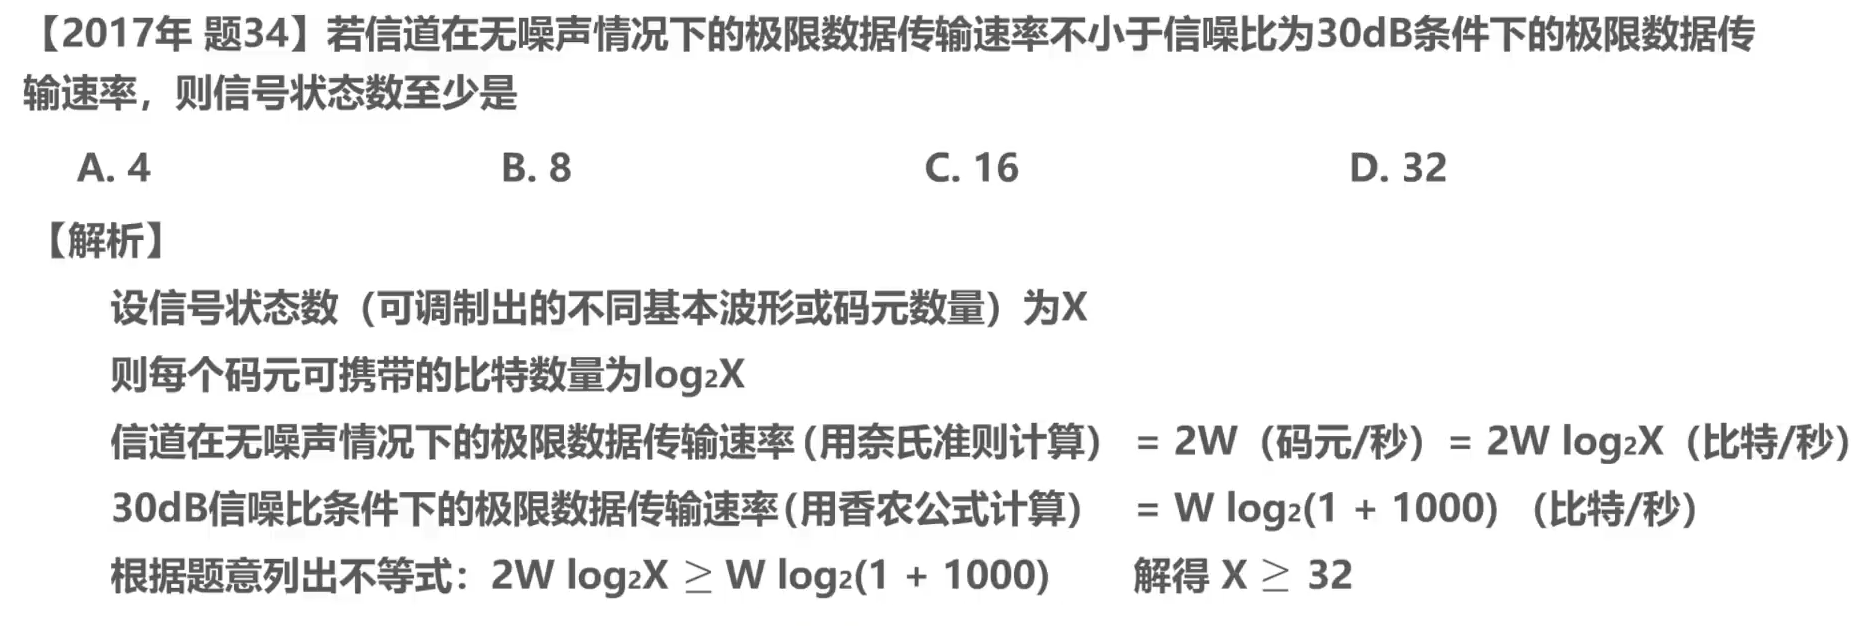 【2017年 题34】若信道在无噪声情况下的极限数据传输速率不小于信噪比为30dB条件下的极限数据传
输速率，则信号状态数至少是
A. 4 B. 8 C. 16 D. 32
【解析】
设信号状态数（可调制出的不同基本波形或码元数量）为X
则每个码元可携带的比特数量为log₂X
信道在无噪声情况下的极限数据传输速率(用奈氏准则计算） = 2W（码元/秒）= 2W log₂X（比特/秒）
30dB信噪比条件下的极限数据传输速率(用香农公式计算） = W log₂(1 + 1000)（比特/秒）
根据题意列出不等式：2W log₂X ≥ W log₂(1 + 1000) 解得 X ≥ 32